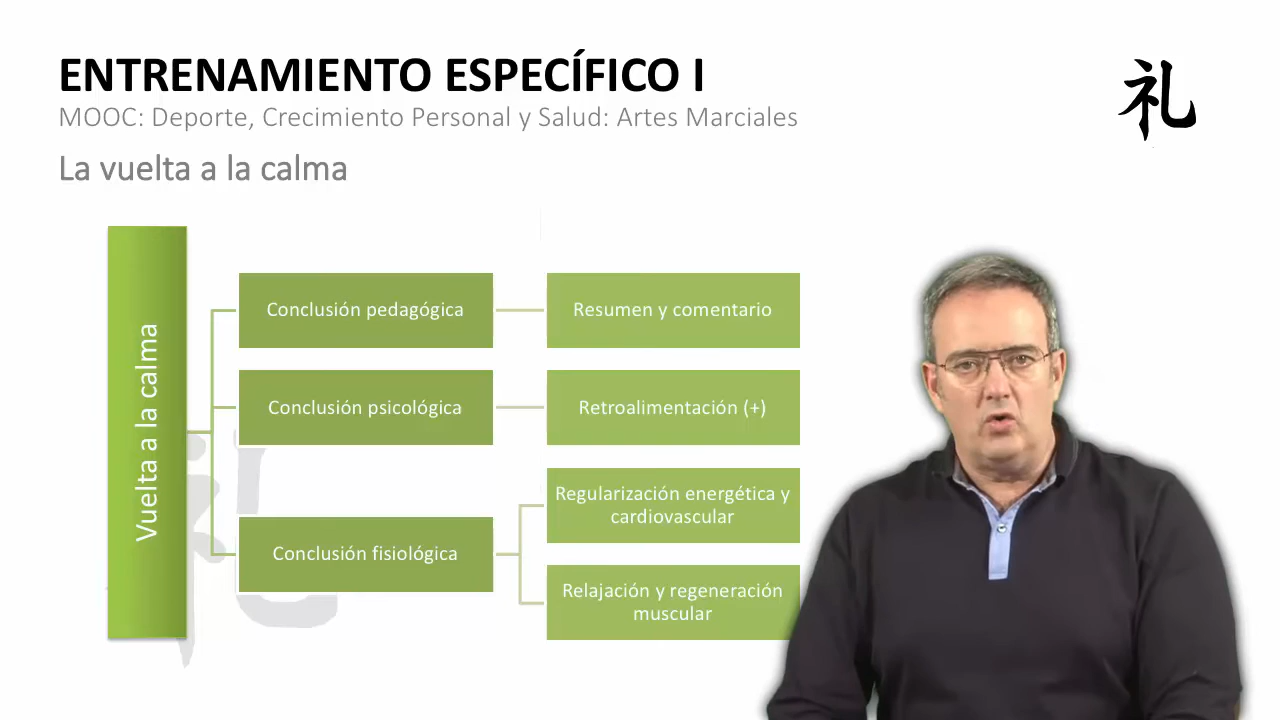 ENTRENAMIENTO ESPECÍFICO I
MOOC: Deporte, Crecimiento Personal y Salud: Artes Marciales
礼
La vuelta a la calma
Vuelta a la calma
Conclusión pedagógica
Resumen y comentario
Conclusión psicológica
Retroalimentación (+)
Conclusión fisiológica
Regularización energética y
cardiovascular
Relajación y regeneración
muscular